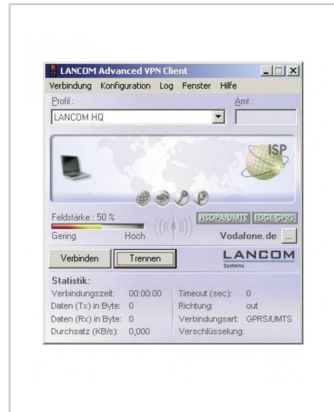 LANCOM Advanced VPN Client
Verbindung Konfiguration Log Fenster Hilfe
Profil: Amt:
LANCOM HQ
ISP
Feldstärke : 50 % HSDPA/UMTS EDGE/GPRS
Gering Hoch Vodafone.de ...
Verbinden Trennen LANCOM
Systems
Statistik:
Verbindungszeit: 00:00:00 Timeout (sec): 0
Daten (Tx) in Byte: 0 Richtung: out
Daten (Rx) in Byte: 0 Verbindungsart: GPRS/UMTS
Durchsatz (KB/s): 0,000 Verschlüsselung: